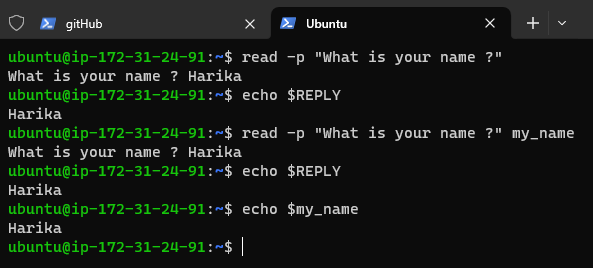 gitHub
Ubuntu
ubuntu@ip-172-31-24-91:~$ read -p "What is your name ?"
What is your name ? Harika
ubuntu@ip-172-31-24-91:~$ echo $REPLY
Harika
ubuntu@ip-172-31-24-91:~$ read -p "What is your name ?" my_name
What is your name ? Harika
ubuntu@ip-172-31-24-91:~$ echo $REPLY
Harika
ubuntu@ip-172-31-24-91:~$ echo $my_name
Harika
ubuntu@ip-172-31-24-91:~$